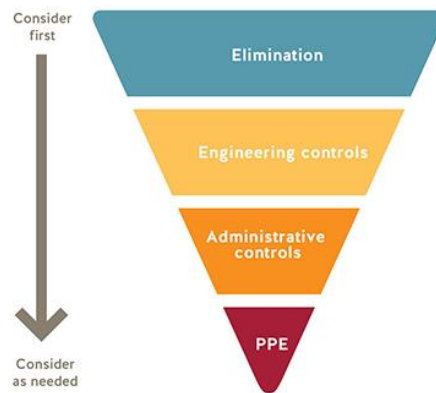 Consider
first
Elimination
Engineering controls
Administrative
controls
PPE
Consider
as needed